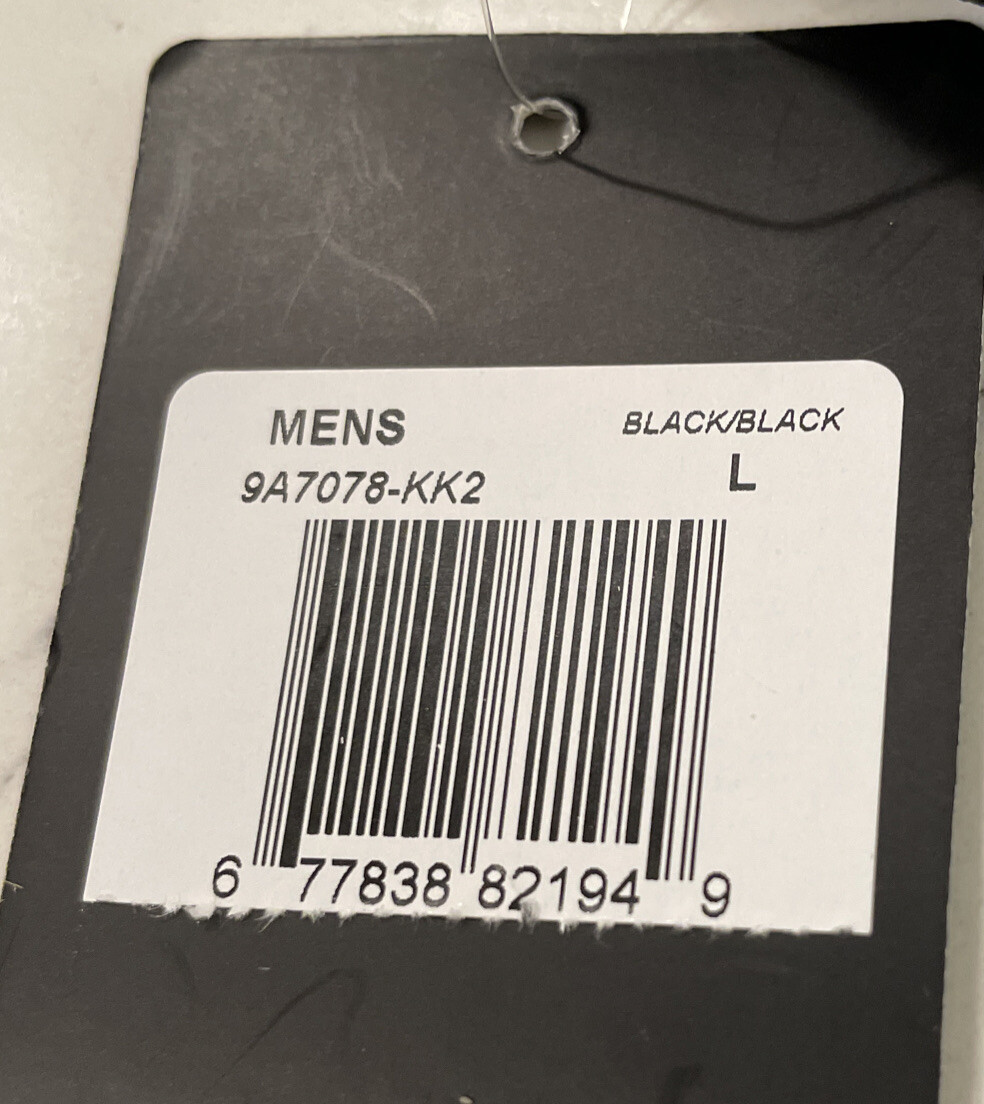 MENS
BLACK/BLACK
9A7078-KK2
L
6 77838 82194 9